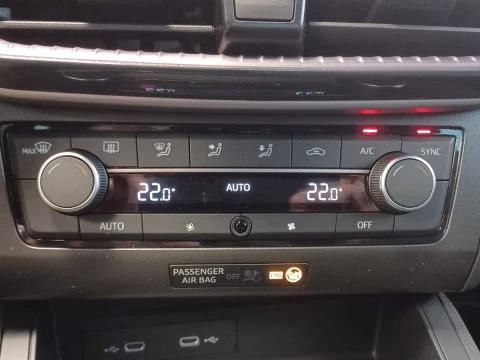 MAX
A/C
SYNC
22.0°
AUTO
22.0°
AUTO
OFF
PASSENGER
AIR BAG
OFF
ON